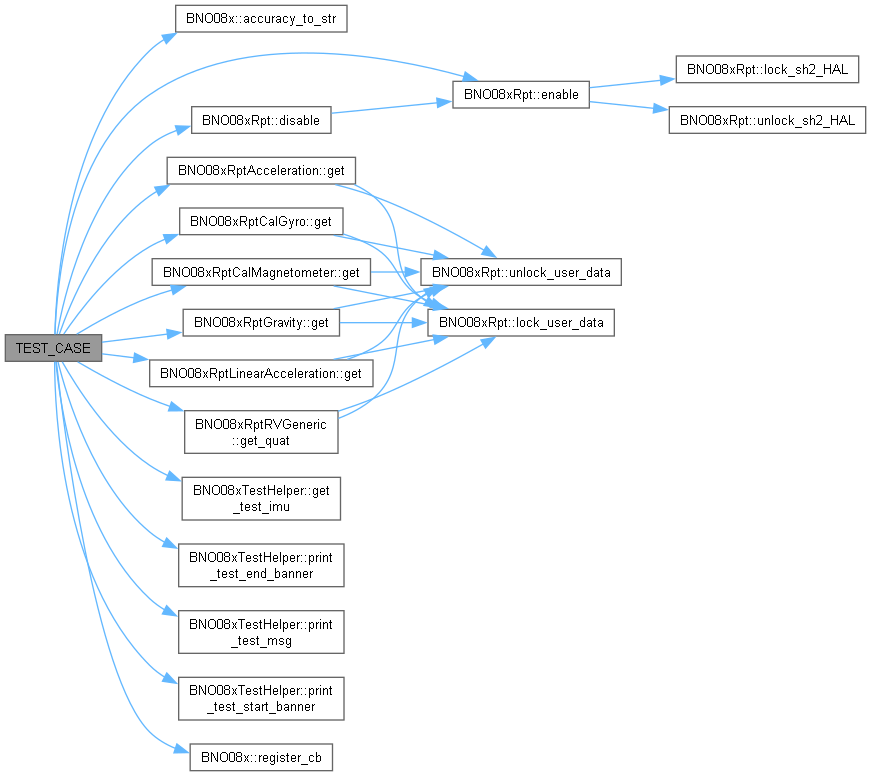 BNO08x::accuracy_to_str
BNO08xRpt::lock_sh2_HAL
BNO08xRpt::enable
BNO08xRpt::disable
BNO08xRpt::unlock_sh2_HAL
BNO08xRptAcceleration::get
BNO08xRptCalGyro::get
BNO08xRptCalMagnetometer::get
BNO08xRpt::unlock_user_data
BNO08xRptGravity::get
BNO08xRpt::lock_user_data
TEST_CASE
BNO08xRptLinearAcceleration::get
BNO08xRptRVGeneric
::get_quat
BNO08xTestHelper::get
_test_imu
BNO08xTestHelper::print
_test_end_banner
BNO08xTestHelper::print
_test_msg
BNO08xTestHelper::print
_test_start_banner
BNO08x::register_cb